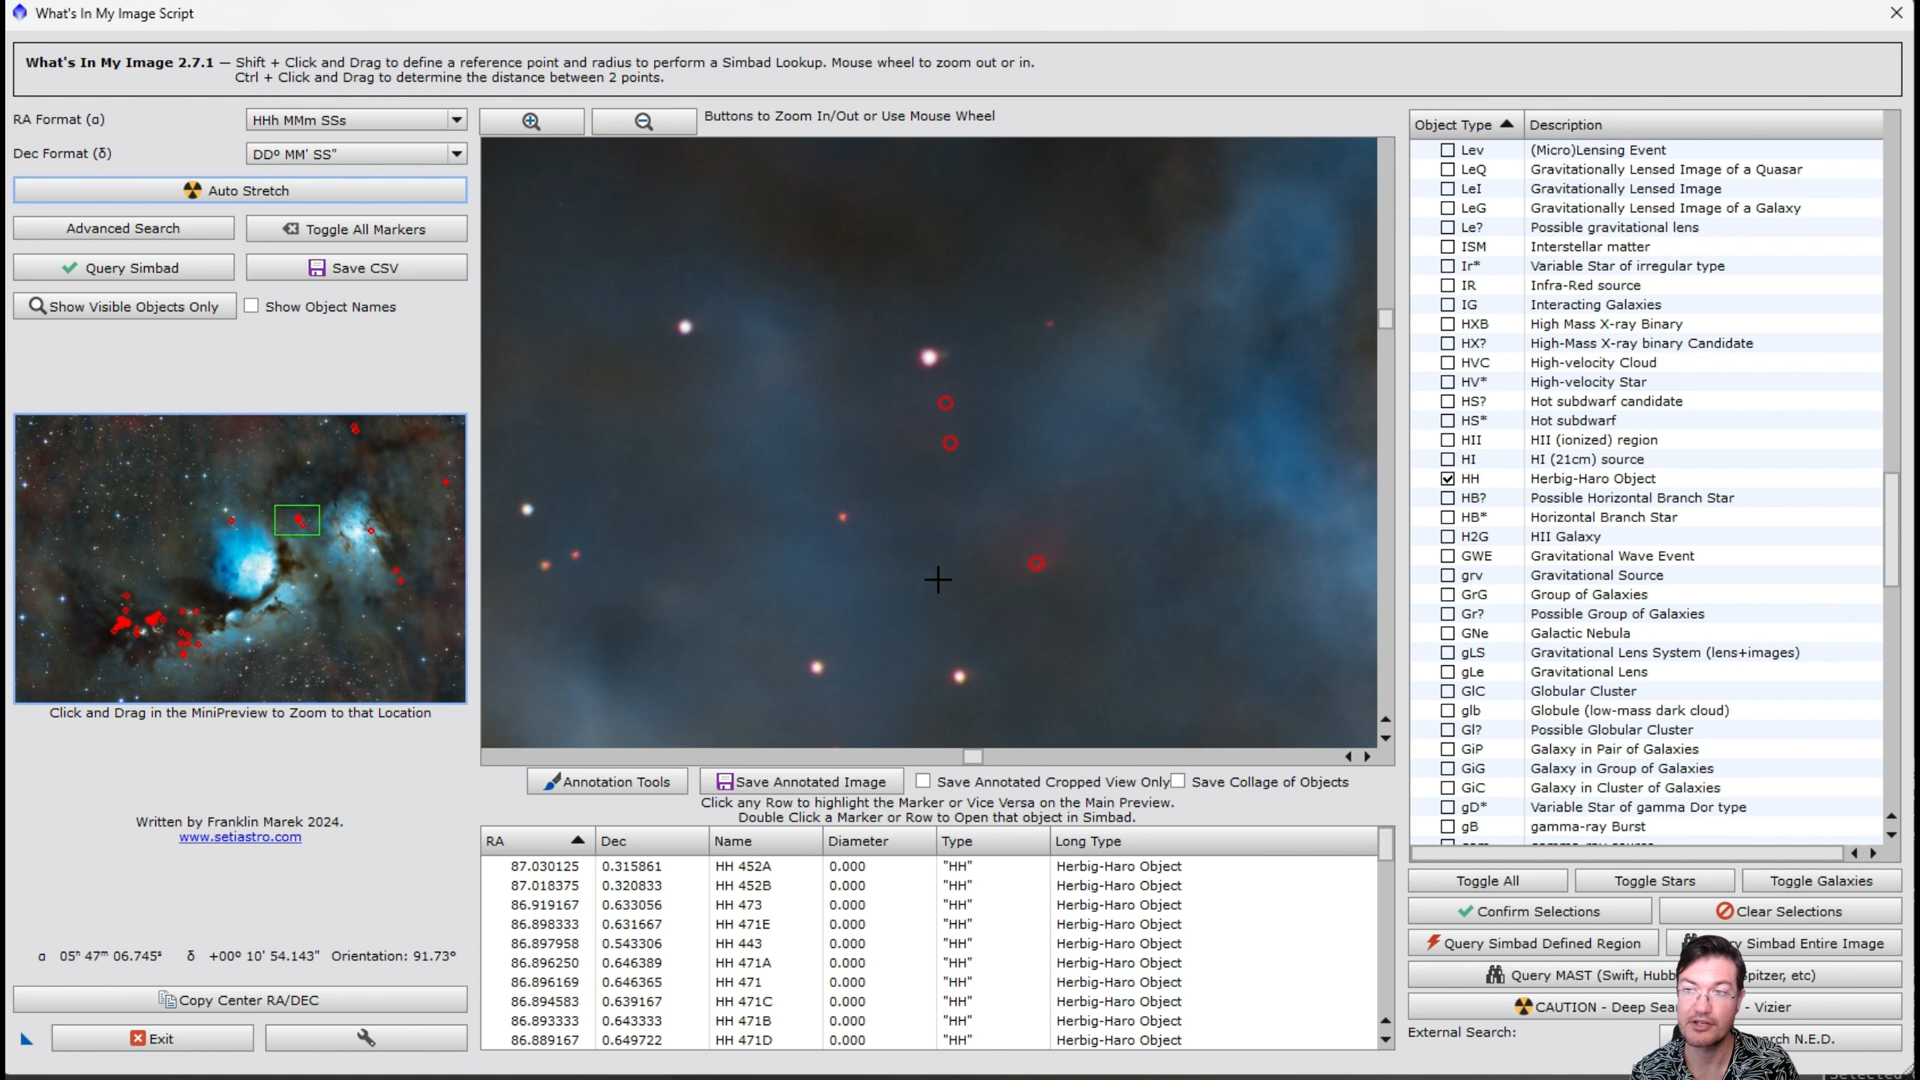 What's In My Image Script
What's In My Image 2.7.1 — Shift + Click and Drag to define a reference point and radius to perform a Simbad Lookup. Mouse wheel to zoom out or in.
Ctrl + Click and Drag to determine the distance between 2 points.
RA Format (α)
HHh MMm SSs
Dec Format (δ)
DDº MM' SS"
Auto Stretch
Advanced Search
Toggle All Markers
Query Simbad
Save CSV
Show Visible Objects Only
Show Object Names
Click and Drag in the MiniPreview to Zoom to that Location
Written by Franklin Marek 2024.
www.setiastro.com
α 05ʰ 47ᵐ 06.745ˢ δ +00º 10' 54.143" Orientation: 91.73º
Copy Center RA/DEC
Exit
Buttons to Zoom In/Out or Use Mouse Wheel
Annotation Tools
Save Annotated Image
Save Annotated Cropped View Only
Save Collage of Objects
Click any Row to highlight the Marker or Vice Versa on the Main Preview.
Double Click a Marker or Row to Open that object in Simbad.
RA Dec Name Diameter Type Long Type
87.030125 0.315861 HH 452A 0.000 "HH" Herbig-Haro Object
87.018375 0.320833 HH 452B 0.000 "HH" Herbig-Haro Object
86.919167 0.633056 HH 473 0.000 "HH" Herbig-Haro Object
86.898333 0.631667 HH 471E 0.000 "HH" Herbig-Haro Object
86.897958 0.543306 HH 443 0.000 "HH" Herbig-Haro Object
86.896250 0.646389 HH 471A 0.000 "HH" Herbig-Haro Object
86.896169 0.646365 HH 471 0.000 "HH" Herbig-Haro Object
86.894583 0.639167 HH 471C 0.000 "HH" Herbig-Haro Object
86.893333 0.643333 HH 471B 0.000 "HH" Herbig-Haro Object
86.889167 0.649722 HH 471D 0.000 "HH" Herbig-Haro Object
Object Type Description
Lev (Micro)Lensing Event
LeQ Gravitationally Lensed Image of a Quasar
LeI Gravitationally Lensed Image
LeG Gravitationally Lensed Image of a Galaxy
Le? Possible gravitational lens
ISM Interstellar matter
Ir* Variable Star of irregular type
IR Infra-Red source
IG Interacting Galaxies
HXB High Mass X-ray Binary
HX? High-Mass X-ray binary Candidate
HVC High-velocity Cloud
HV* High-velocity Star
HS? Hot subdwarf candidate
HS* Hot subdwarf
HII HII (ionized) region
HI HI (21cm) source
HH Herbig-Haro Object
HB? Possible Horizontal Branch Star
HB* Horizontal Branch Star
H2G HII Galaxy
GWE Gravitational Wave Event
grv Gravitational Source
GrG Group of Galaxies
Gr? Possible Group of Galaxies
GNe Galactic Nebula
gLS Gravitational Lens System (lens+images)
gLe Gravitational Lens
GlC Globular Cluster
glb Globule (low-mass dark cloud)
Gl? Possible Globular Cluster
GiP Galaxy in Pair of Galaxies
GiG Galaxy in Group of Galaxies
GiC Galaxy in Cluster of Galaxies
gD* Variable Star of gamma Dor type
gB gamma-ray Burst
Toggle All
Toggle Stars
Toggle Galaxies
Confirm Selections
Clear Selections
Query Simbad Defined Region
Simbad Entire Image
Query MAST (Swift, etc)
CAUTION - Deep - Vizier
External Search:
N.E.D.